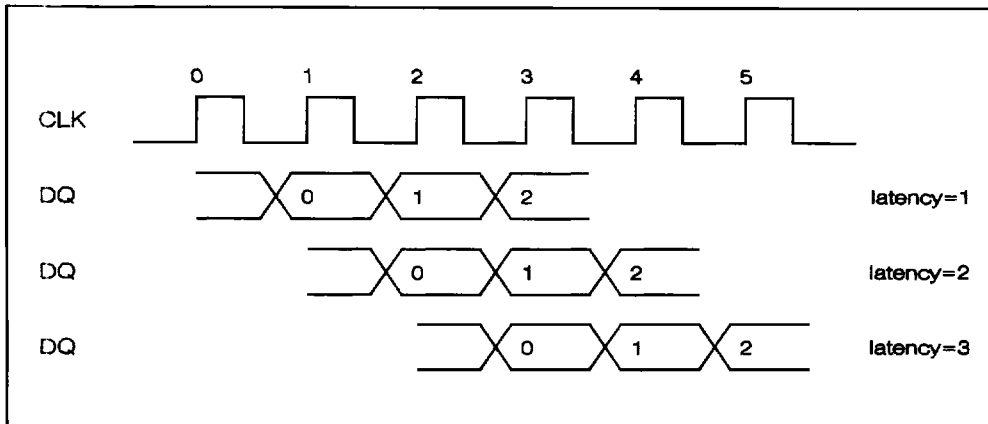 0 1 2 3 4 5
CLK
DQ 0 1 2 latency=1
DQ 0 1 2 latency=2
DQ 0 1 2 latency=3